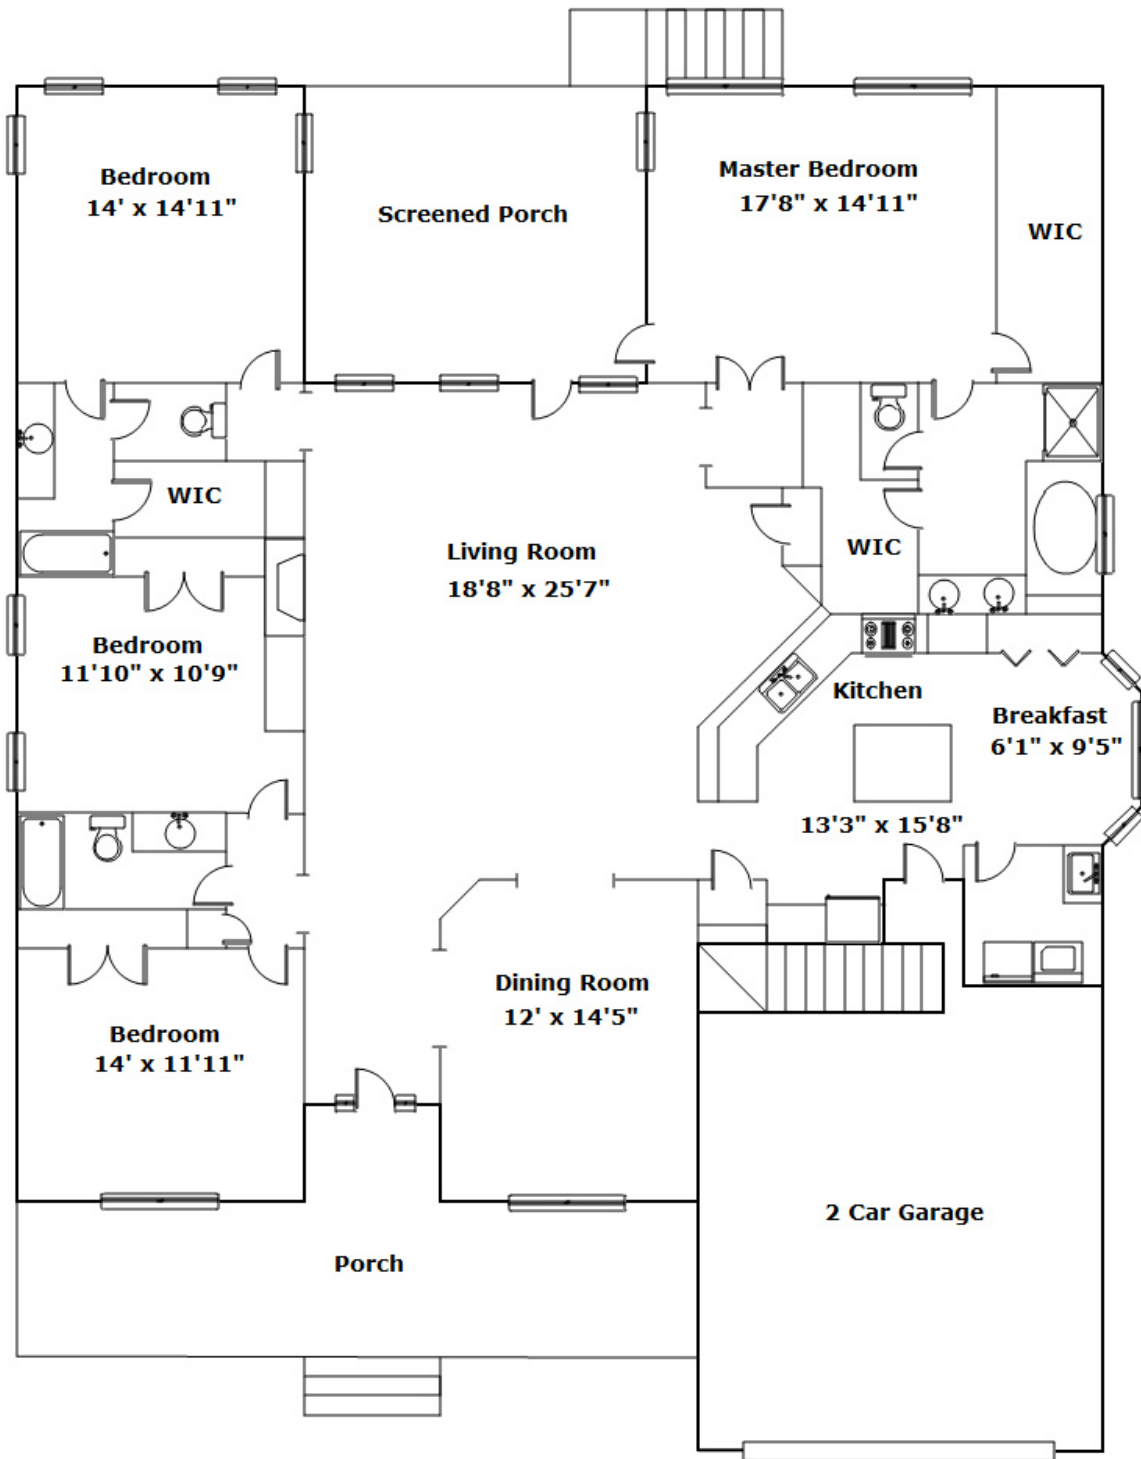 Bedroom
14' x 14'11"
Screened Porch
Master Bedroom
17'8" x 14'11"
WIC
WIC
Living Room
18'8" x 25'7"
WIC
Bedroom
11'10" x 10'9"
Kitchen
Breakfast
6'1" x 9'5"
13'3" x 15'8"
Dining Room
12' x 14'5"
Bedroom
14' x 11'11"
2 Car Garage
Porch